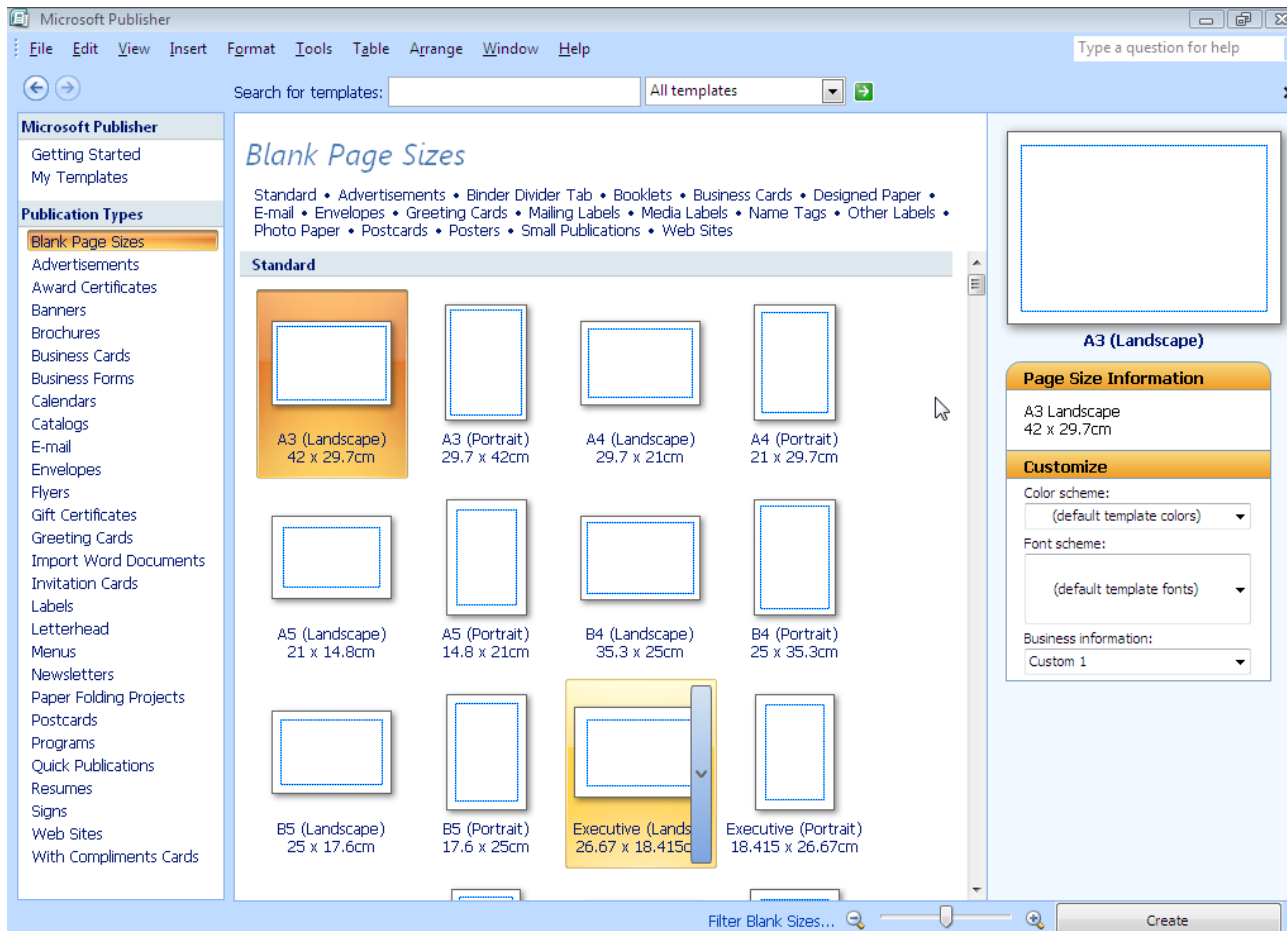 Microsoft Publisher
File Edit View Insert Format Tools Table Arrange Window Help
Type a question for help
Search for templates:
All templates
Microsoft Publisher
Getting Started
My Templates
Publication Types
Blank Page Sizes
Advertisements
Award Certificates
Banners
Brochures
Business Cards
Business Forms
Calendars
Catalogs
E-mail
Envelopes
Flyers
Gift Certificates
Greeting Cards
Import Word Documents
Invitation Cards
Labels
Letterhead
Menus
Newsletters
Paper Folding Projects
Postcards
Programs
Quick Publications
Resumes
Signs
Web Sites
With Compliments Cards
Blank Page Sizes
Standard • Advertisements • Binder Divider Tab • Booklets • Business Cards • Designed Paper •
E-mail • Envelopes • Greeting Cards • Mailing Labels • Media Labels • Name Tags • Other Labels •
Photo Paper • Postcards • Posters • Small Publications • Web Sites
Standard
A3 (Landscape) A3 (Portrait) A4 (Landscape) A4 (Portrait)
42 x 29.7cm 29.7 x 42cm 29.7 x 21cm 21 x 29.7cm
A5 (Landscape) A5 (Portrait) B4 (Landscape) B4 (Portrait)
21 x 14.8cm 14.8 x 21cm 35.3 x 25cm 25 x 35.3cm
B5 (Landscape) B5 (Portrait) Executive (Lands Executive (Portrait)
25 x 17.6cm 17.6 x 25cm 26.67 x 18.415c 18.415 x 26.67cm
A3 (Landscape)
Page Size Information
A3 Landscape
42 x 29.7cm
Customize
Color scheme:
(default template colors)
Font scheme:
(default template fonts)
Business information:
Custom 1
Filter Blank Sizes...
Create